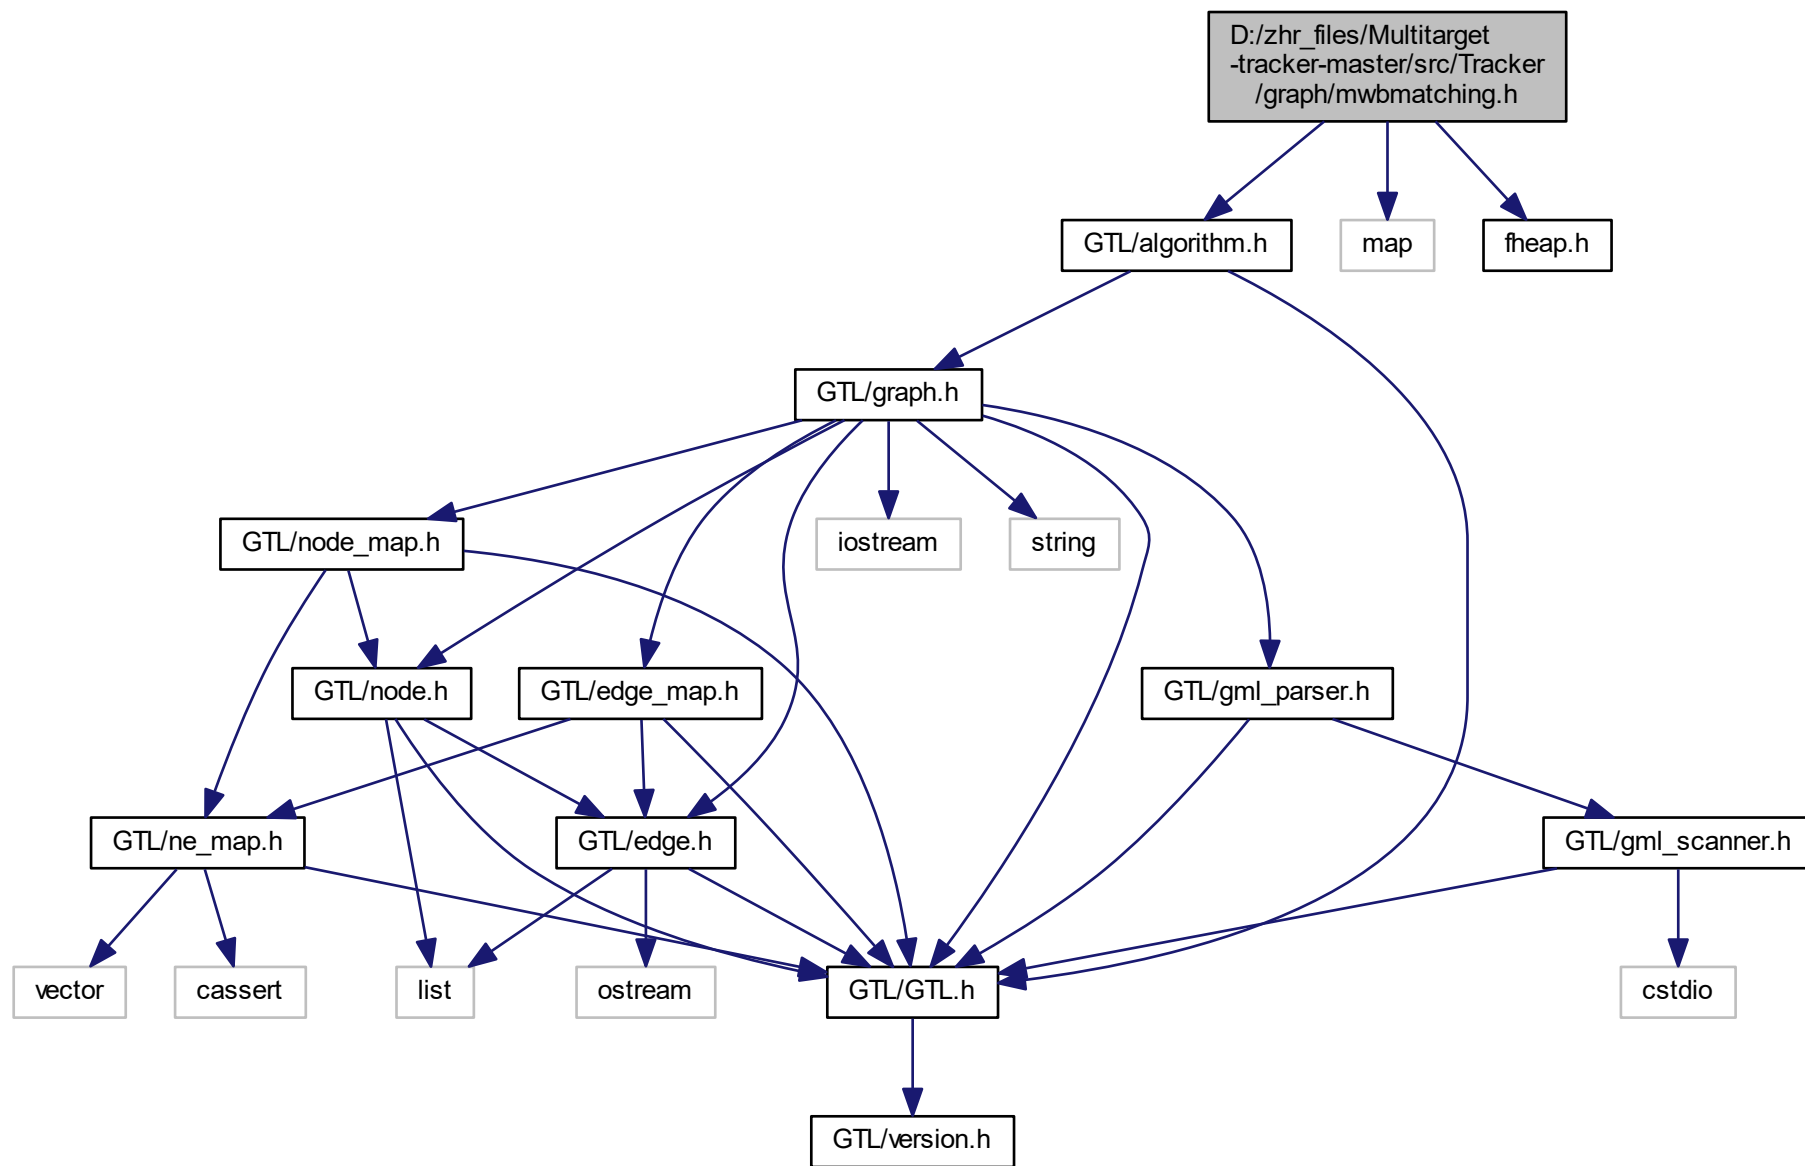 D:/zhr_files/Multitarget
-tracker-master/src/Tracker
/graph/mwbmatching.h
GTL/algorithm.h
map
fheap.h
GTL/graph.h
GTL/node_map.h
iostream
string
GTL/node.h
GTL/edge_map.h
GTL/gml_parser.h
GTL/ne_map.h
GTL/edge.h
GTL/gml_scanner.h
vector
cassert
list
ostream
GTL/GTL.h
cstdio
GTL/version.h